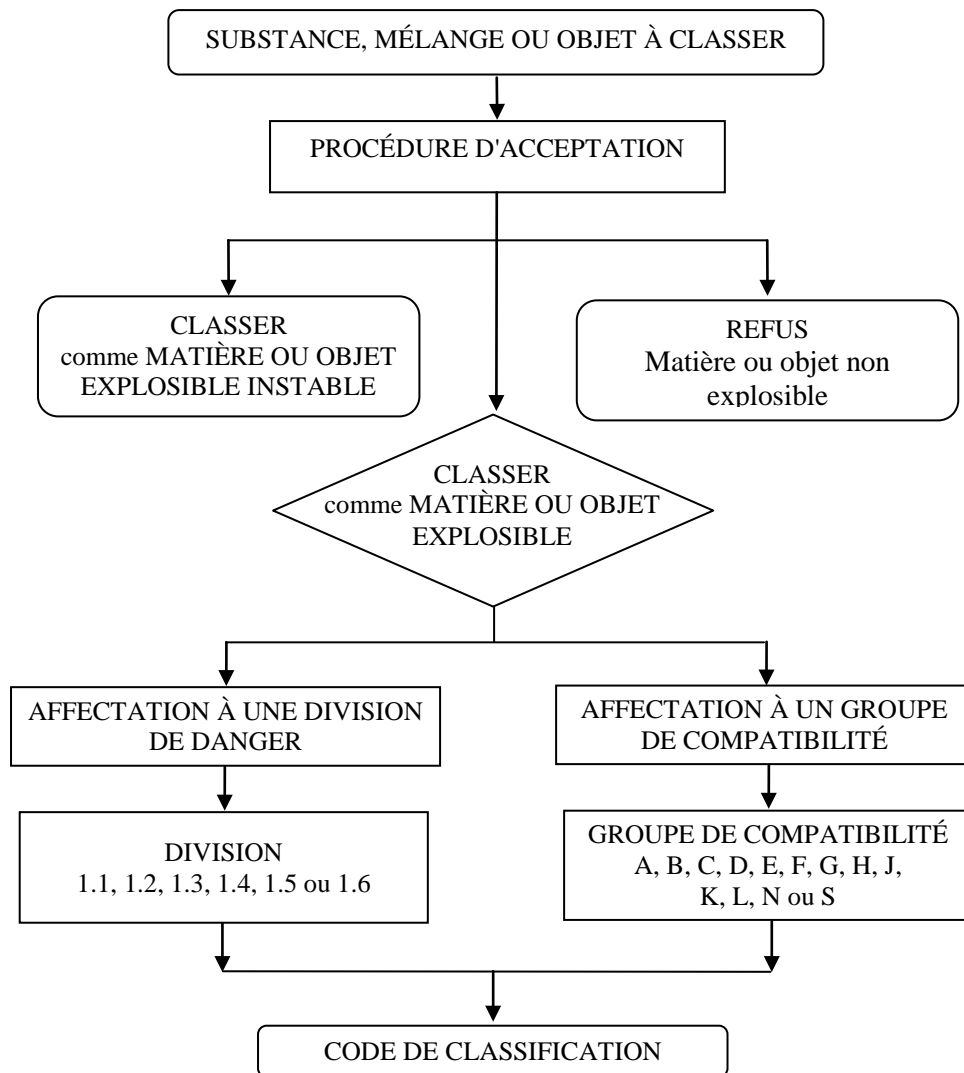 SUBSTANCE, MÉLANGE OU OBJET À CLASSER
PROCÉDURE D'ACCEPTATION
CLASSER
comme MATIÈRE OU OBJET
EXPLOSIBLE INSTABLE
REFUS
Matière ou objet non
explosible
CLASSER
comme MATIÈRE OU OBJET
EXPLOSIBLE
AFFECTATION À UNE DIVISION
DE DANGER
AFFECTATION À UN GROUPE
DE COMPATIBILITÉ
DIVISION
1.1, 1.2, 1.3, 1.4, 1.5 ou 1.6
GROUPE DE COMPATIBILITÉ
A, B, C, D, E, F, G, H, J,
K, L, N ou S
CODE DE CLASSIFICATION